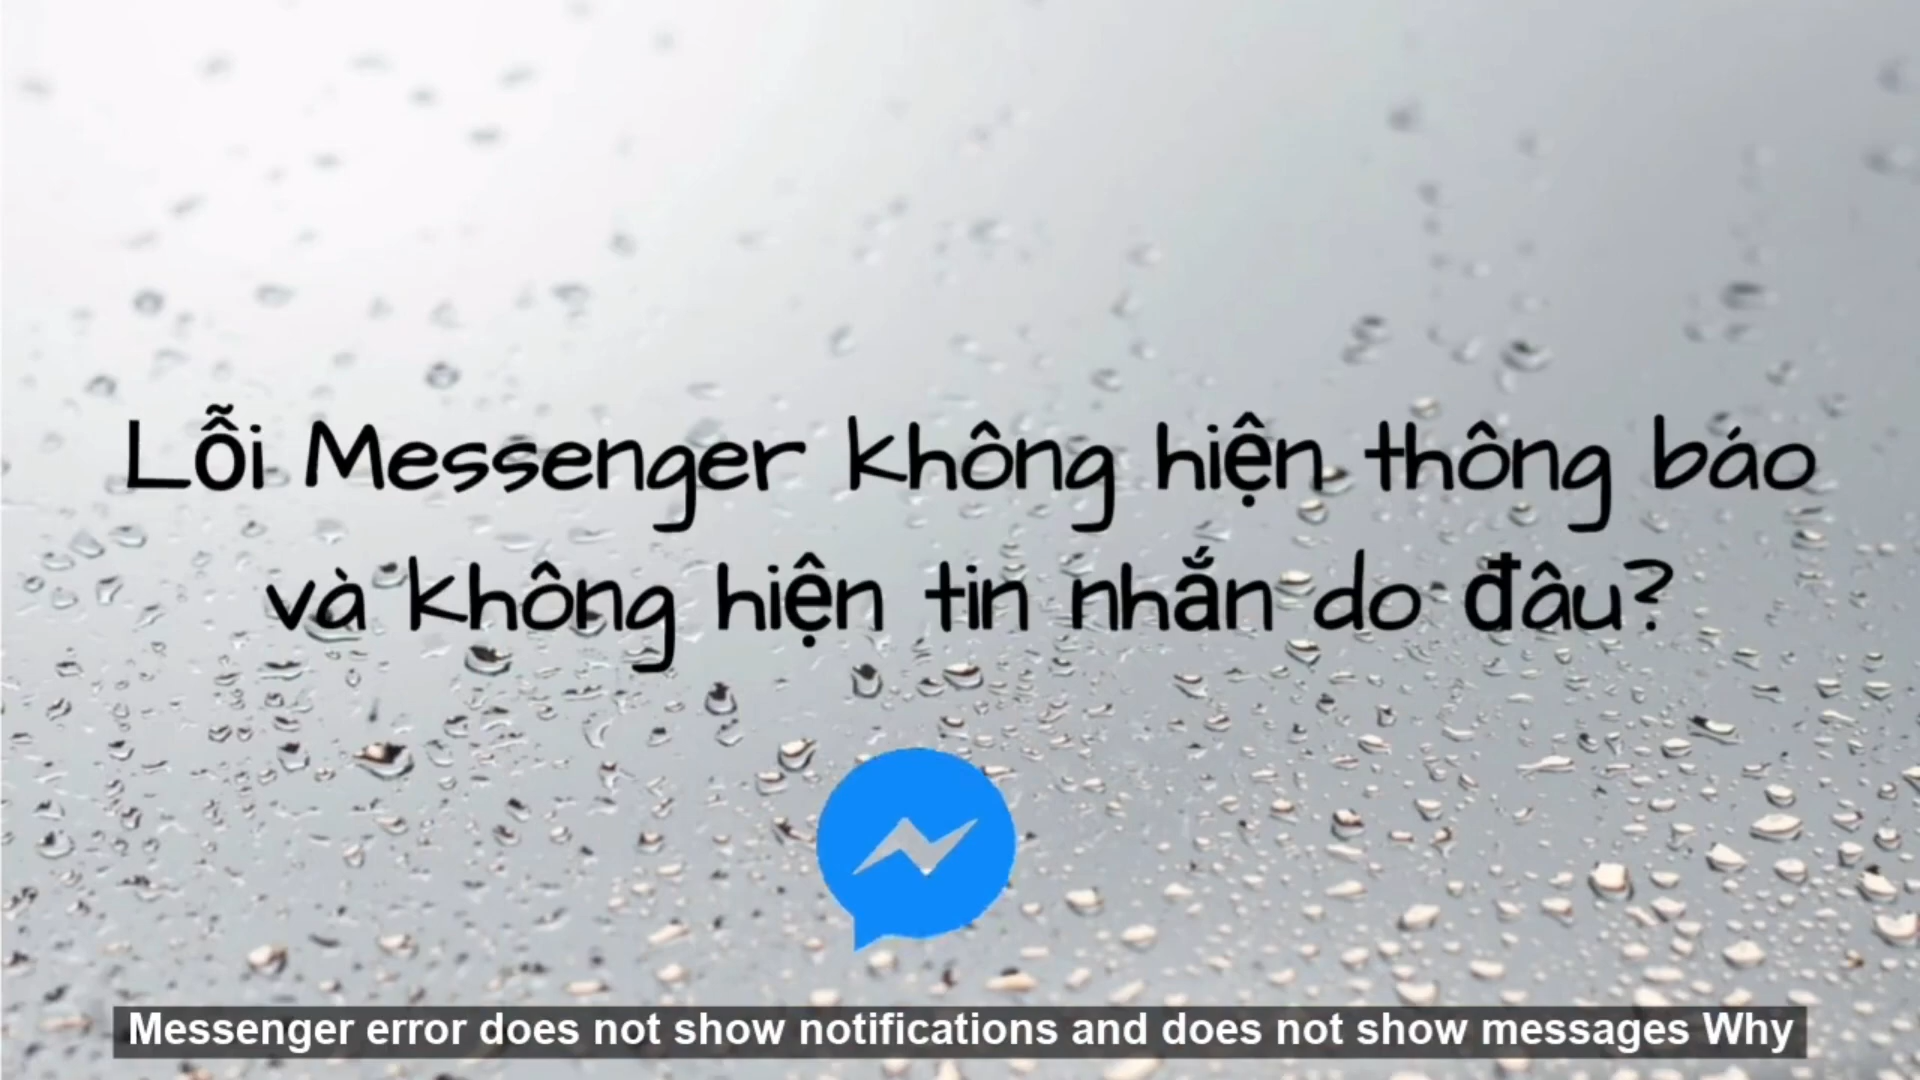 Lỗi Messenger không hiện thông báo
và không hiện tin nhắn do đâu?
Messenger error does not show notifications and does not show messages Why